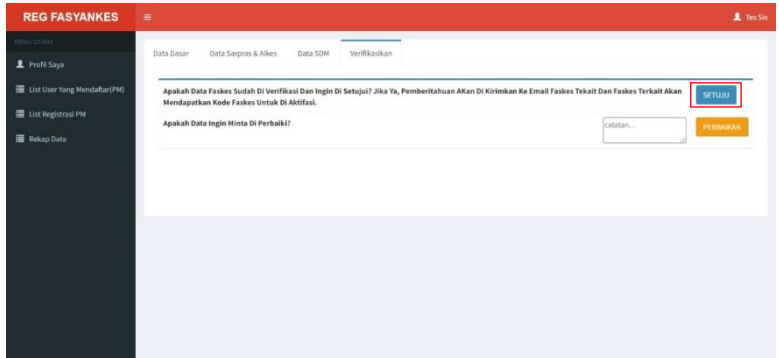 REG FASYANKES
Tes Sis
MENU UTAMA
Profil Saya
List User Yang Mendaftar(PM)
List Registrasi PM
Rekap Data
Data Dasar
Data Sarpras & Alkes
Data SDM
Verifikasikan
Apakah Data Faskes Sudah Di Verifikasi Dan Ingin Di Setujui? Jika Ya, Pemberitahuan AKan Di Kirimkan Ke Email Faskes Tekait Dan Faskes Terkait Akan
Mendapatkan Kode Faskes Untuk Di Aktifasi.
SETUJU
Apakah Data Ingin Minta Di Perbaiki?
catatan...
PERBAIKAN